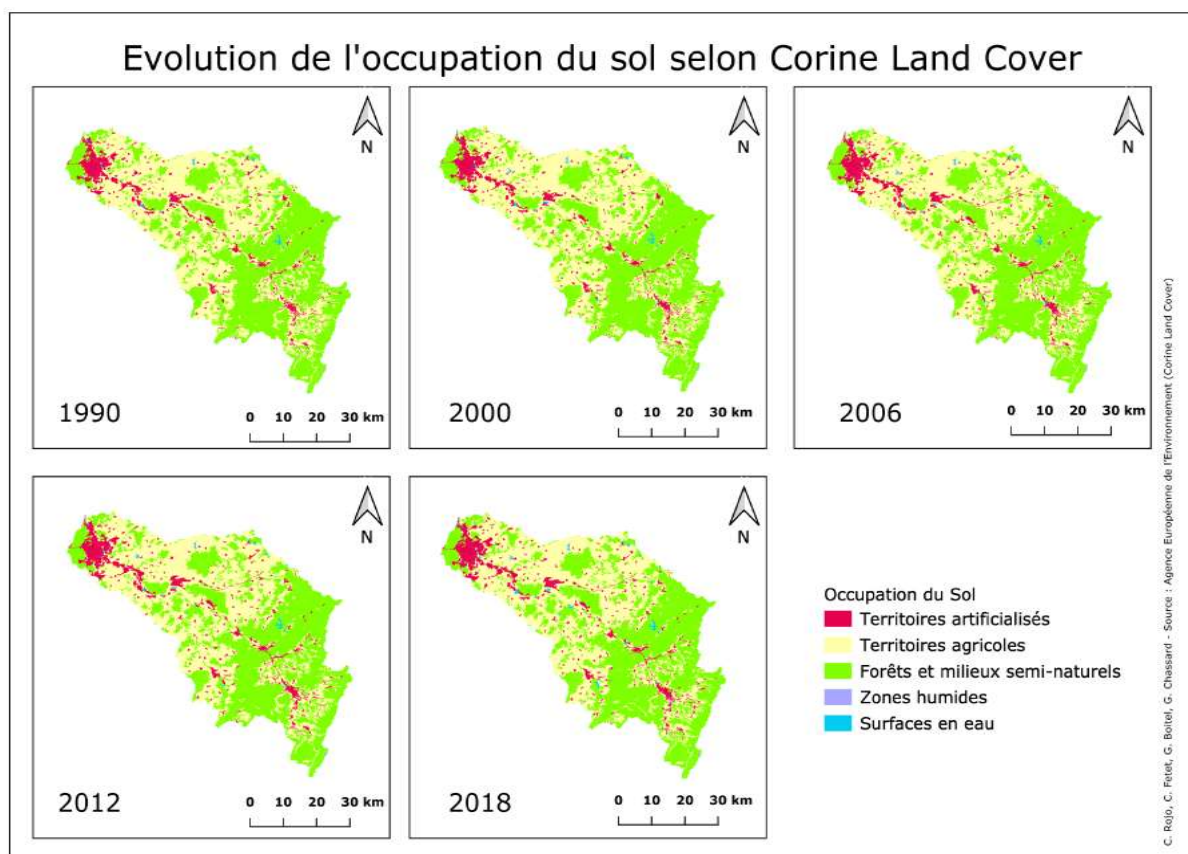 Evolution de l'occupation du sol selon Corine Land Cover
N
1990
0 10 20 30 km
N
2000
0 10 20 30 km
N
2006
0 10 20 30 km
N
2012
0 10 20 30 km
N
2018
0 10 20 30 km
Occupation du Sol
Territoires artificialisés
Territoires agricoles
Forêts et milieux semi-naturels
Zones humides
Surfaces en eau
C. Rojo, C. Fetet, G. Boitel, G. Chassard - Source : Agence Européenne de l'Environnement (Corine Land Cover)